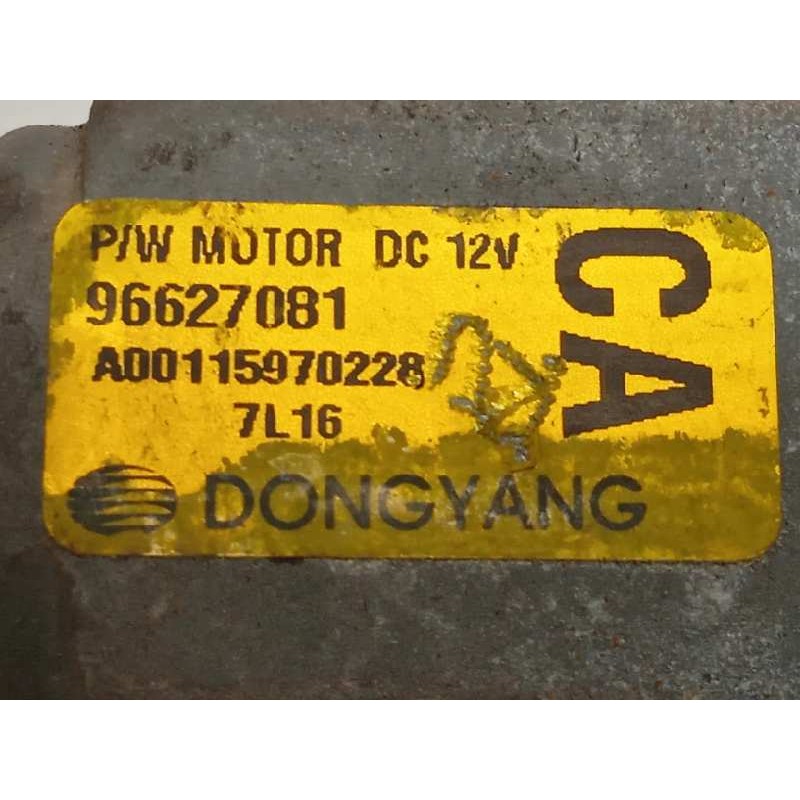 P/W MOTOR DC 12V
96627081
A00115970228
7L16
DONGYANG
CA